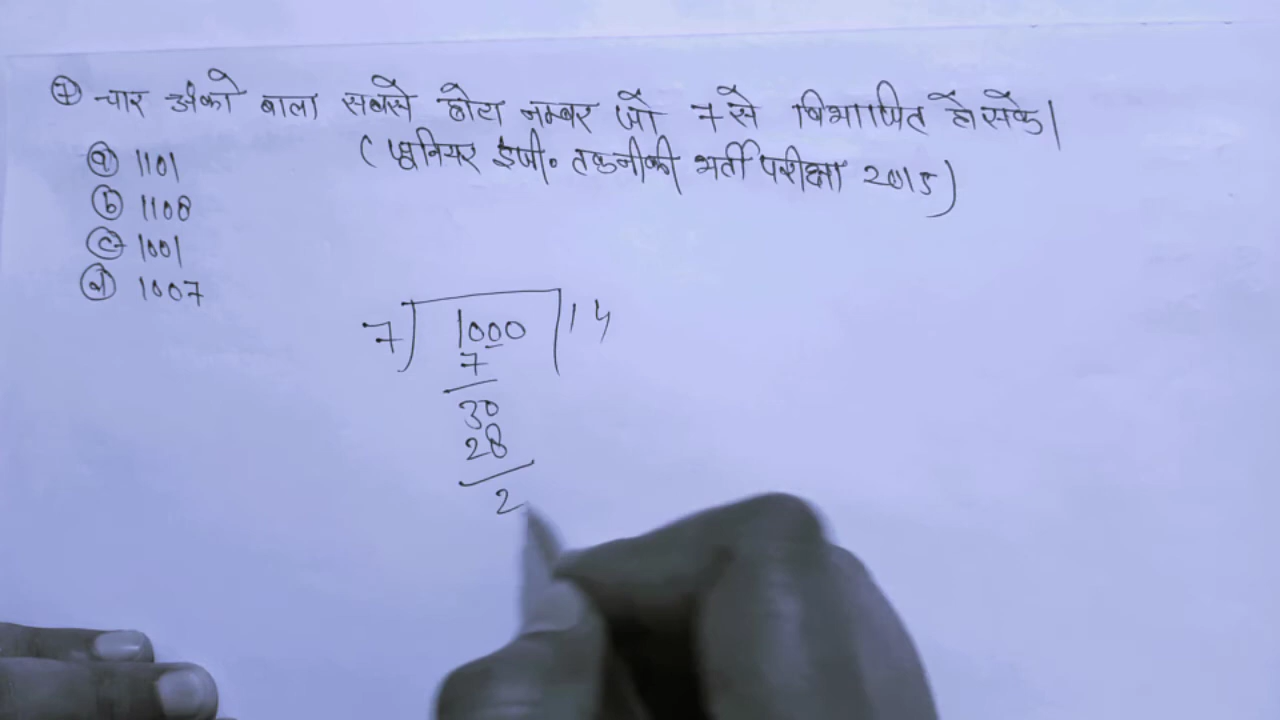 ⑦ चार अंको बाला सबसे छोटा नम्बर जो 7 से विभाजित हो सके।
(जूनियर इंजी॰ तकनीकी भर्ती परीक्षा 2015)
ⓐ 1101
ⓑ 1108
ⓒ 1001
ⓓ 1007
7 1000 14
7
30
28
2